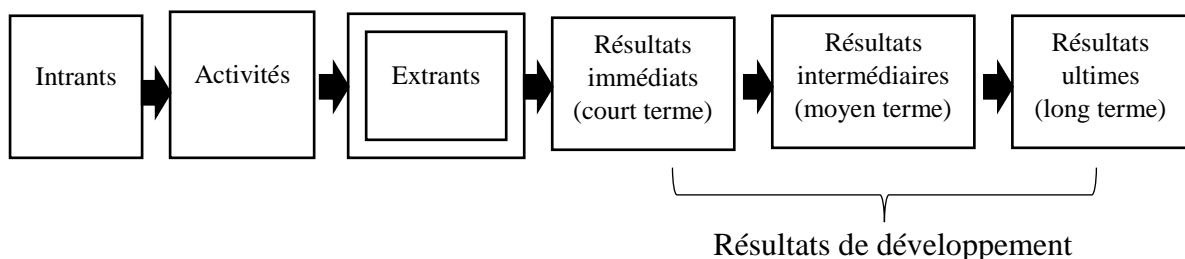 Intrants
Activités
Extrants
Résultats
immédiats
(court terme)
Résultats
intermédiaires
(moyen terme)
Résultats
ultimes
(long terme)
Résultats de développement